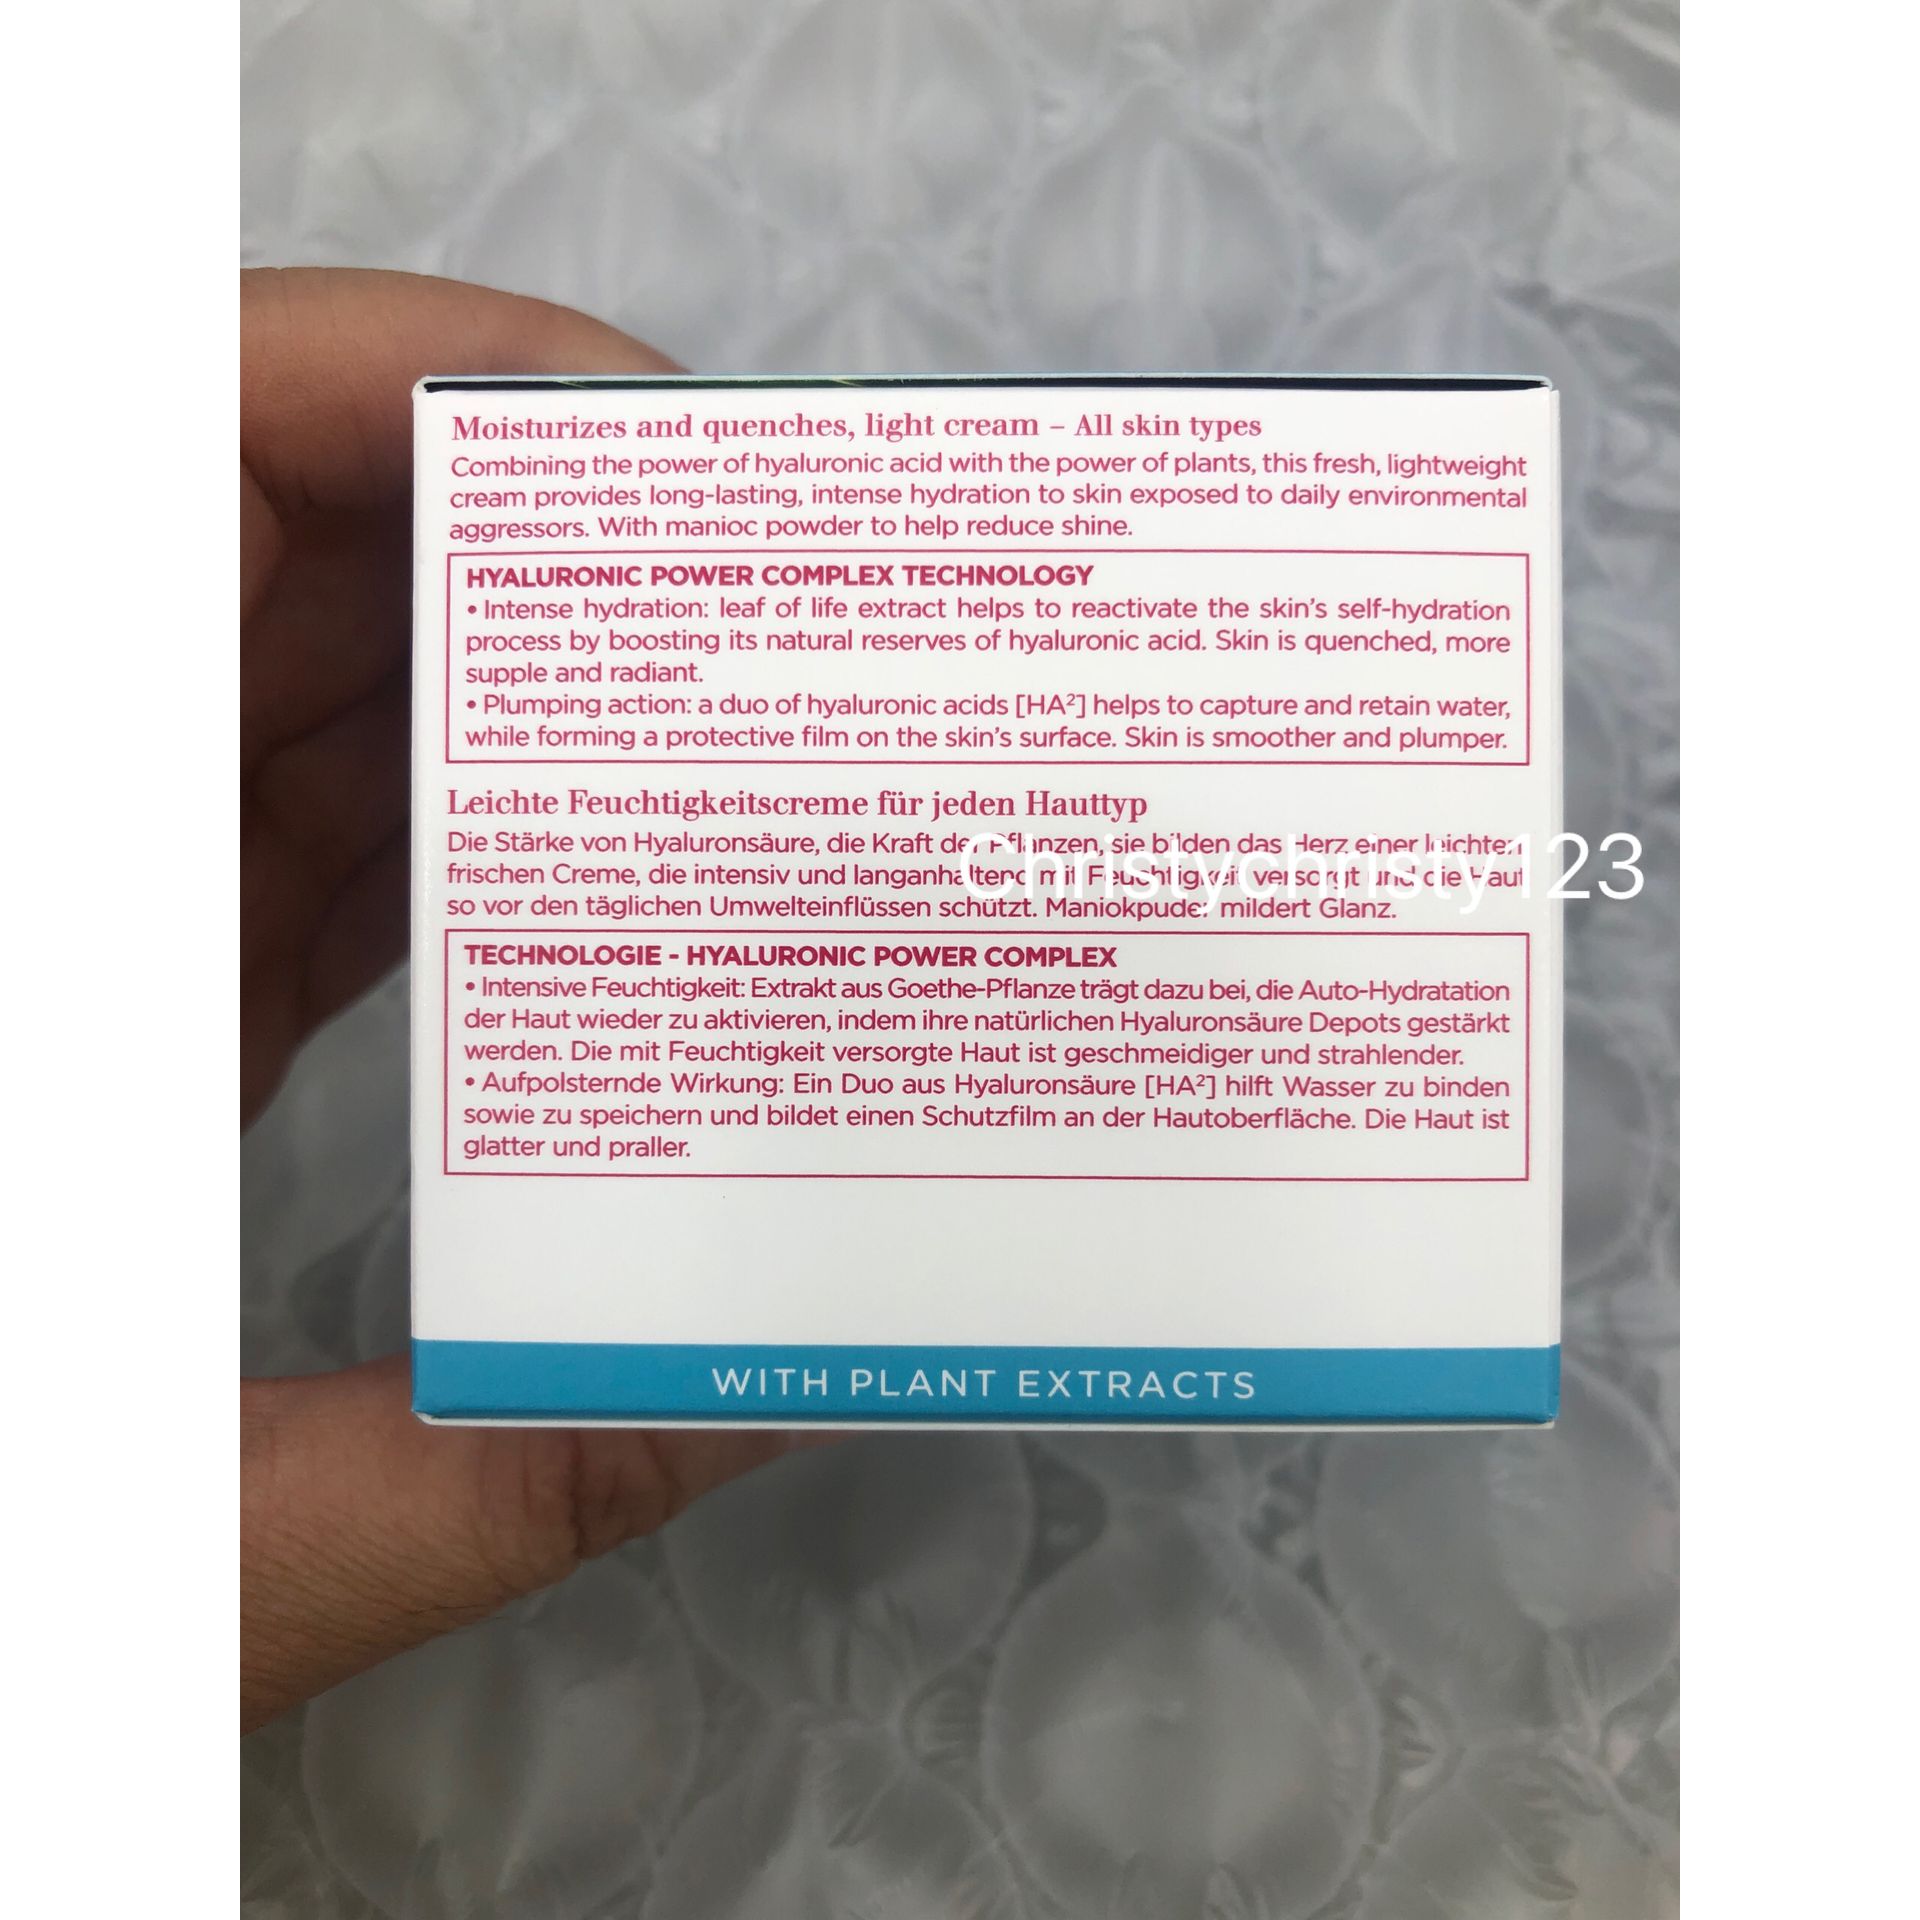 Moisturizes and quenches, light cream – All skin types
Combining the power of hyaluronic acid with the power of plants, this fresh, lightweight
cream provides long-lasting, intense hydration to skin exposed to daily environmental
aggressors. With manioc powder to help reduce shine.
HYALURONIC POWER COMPLEX TECHNOLOGY
• Intense hydration: leaf of life extract helps to reactivate the skin's self-hydration
process by boosting its natural reserves of hyaluronic acid. Skin is quenched, more
supple and radiant.
• Plumping action: a duo of hyaluronic acids [HA²] helps to capture and retain water,
while forming a protective film on the skin's surface. Skin is smoother and plumper.
Leichte Feuchtigkeitscreme für jeden Hauttyp
Die Stärke von Hyaluronsäure, die Kraft der Pflanzen, sie bilden das Herz einer leichten
frischen Creme, die intensiv und langanhaltend mit Feuchtigkeit versorgt und die Haut
so vor den täglichen Umwelteinflüssen schützt. Maniokpuder mildert Glanz.
Christychristy123
TECHNOLOGIE - HYALURONIC POWER COMPLEX
• Intensive Feuchtigkeit: Extrakt aus Goethe-Pflanze trägt dazu bei, die Auto-Hydratation
der Haut wieder zu aktivieren, indem ihre natürlichen Hyaluronsäure Depots gestärkt
werden. Die mit Feuchtigkeit versorgte Haut ist geschmeidiger und strahlender.
• Aufpolsternde Wirkung: Ein Duo aus Hyaluronsäure [HA²] hilft Wasser zu binden
sowie zu speichern und bildet einen Schutzfilm an der Hautoberfläche. Die Haut ist
glatter und praller.
WITH PLANT EXTRACTS